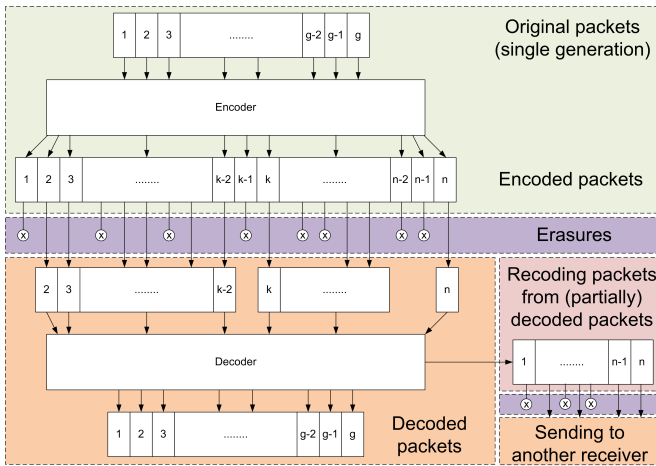 1 2 3 ........ g-2 g-1 g
Original packets
(single generation)
Encoder
1 2 3 ........ k-2 k-1 k ........ n-2 n-1 n
Encoded packets
x x x x x x x x
Erasures
2 3 ........ k-2 k ........ n
Recoding packets
from (partially)
decoded packets
Decoder
1 ........ n-1 n
x x x
1 2 3 ........ g-2 g-1 g
Decoded
packets
Sending to
another receiver